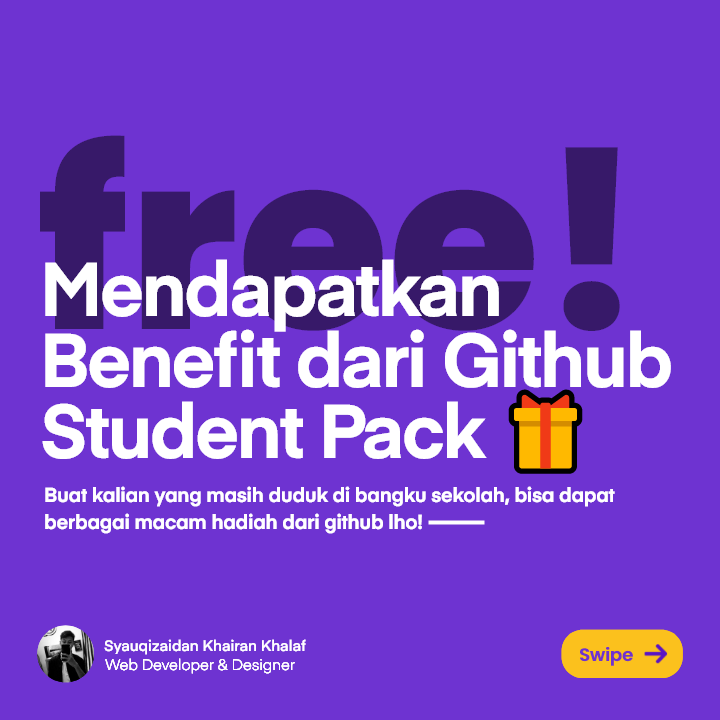 free!
Mendapatkan
Benefit dari Github
Student Pack
Buat kalian yang masih duduk di bangku sekolah, bisa dapat
berbagai macam hadiah dari github lho!
Syauqizaidan Khairan Khalaf
Web Developer & Designer
Swipe